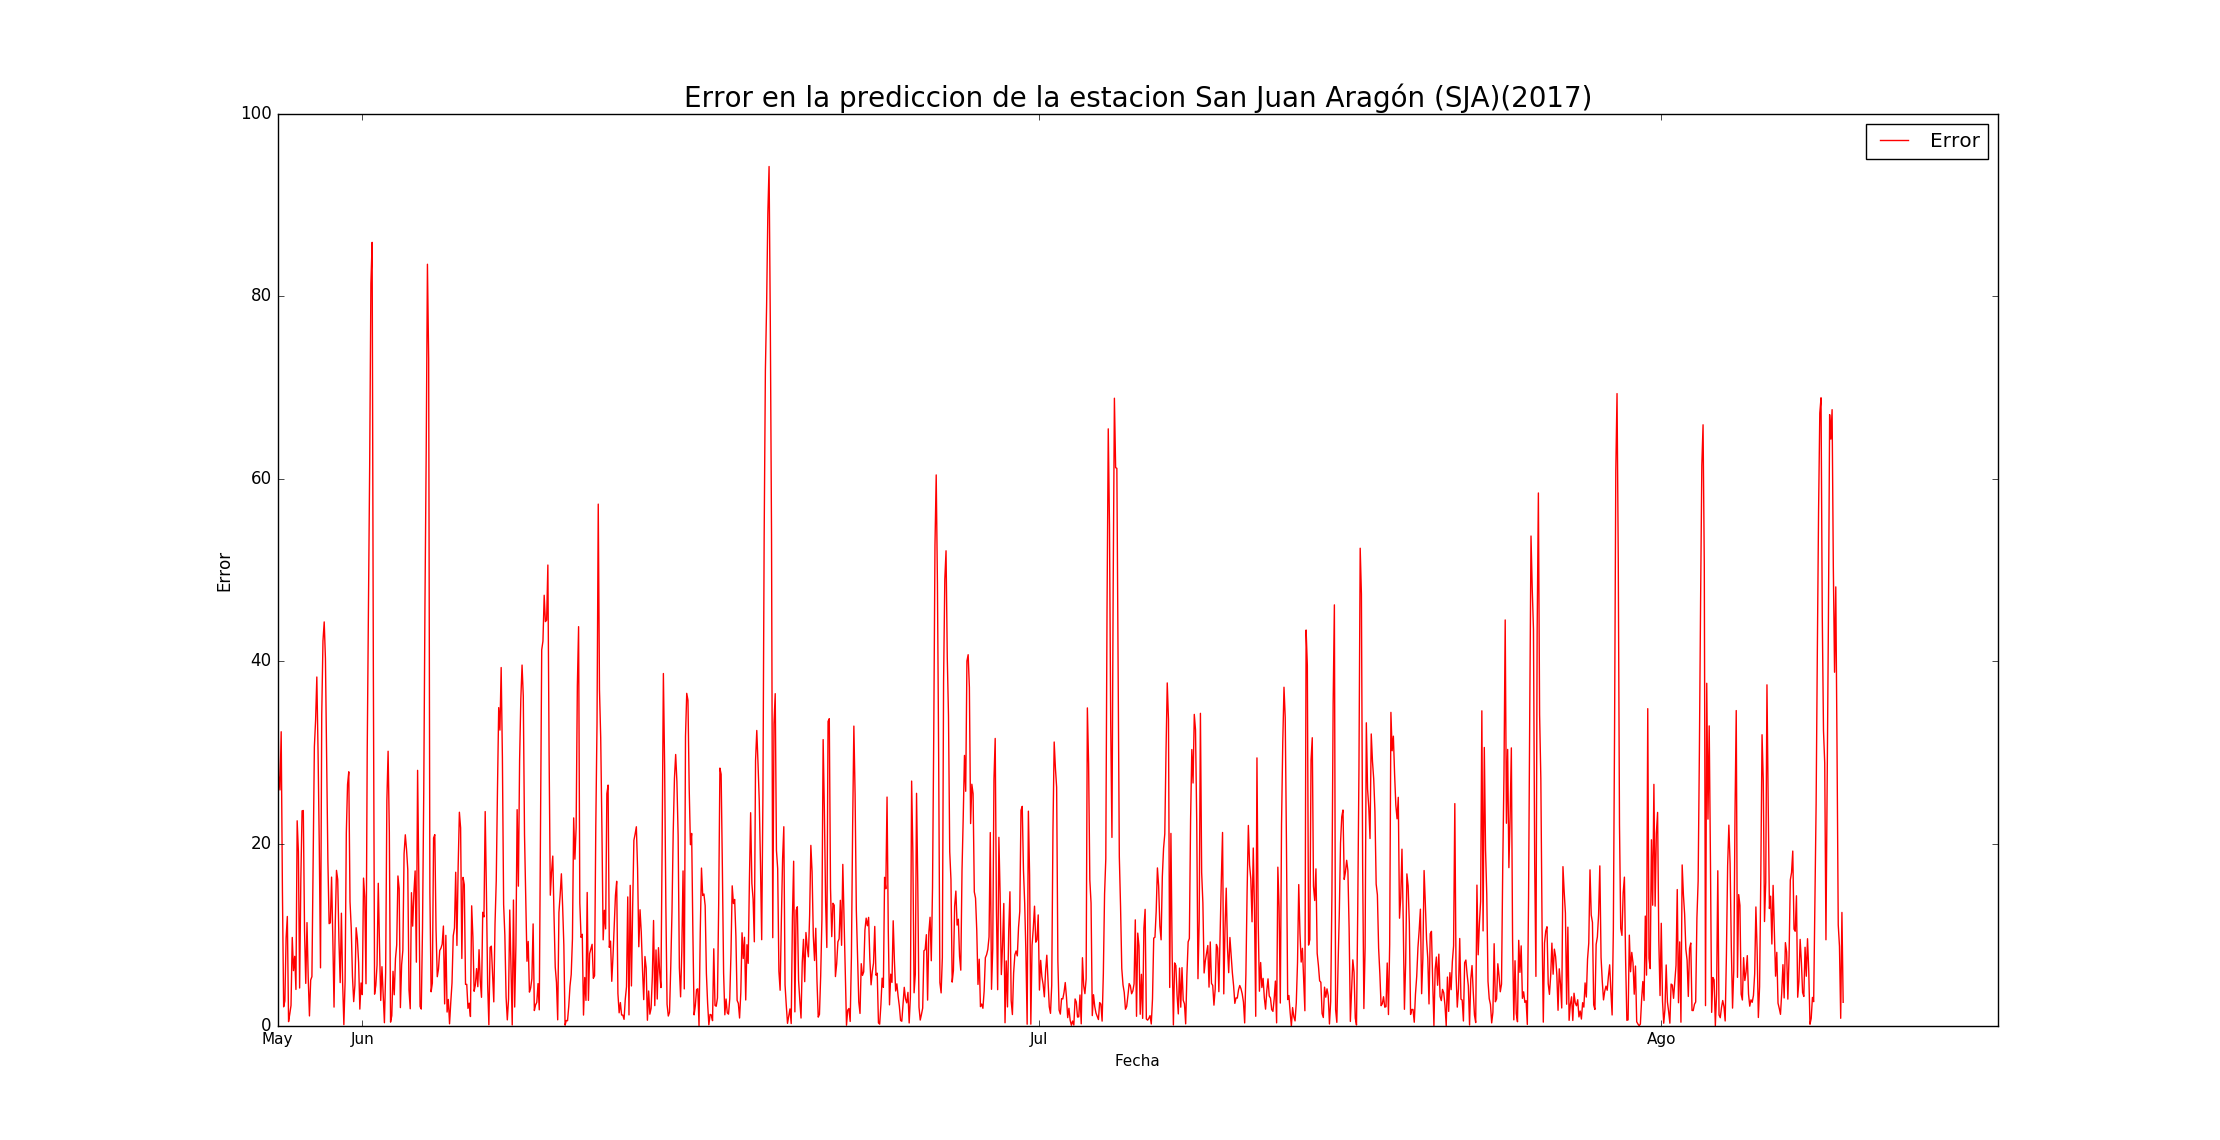 Error en la prediccion de la estacion San Juan Aragón (SJA)(2017)
100
Error
80
60
Error
40
20
0
May Jun Jul Ago
Fecha